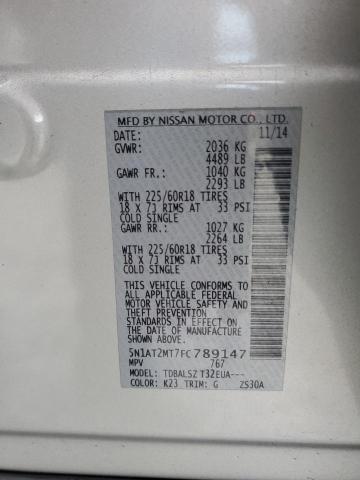 MFD BY NISSAN MOTOR CO., LTD.
DATE: 11/14
GVWR: 2036 KG
4489 LB
GAWR FR.: 1040 KG
2293 LB
WITH 225/60R18 TIRES
18 X 7J RIMS AT 33 PSI
COLD SINGLE
GAWR RR.: 1027 KG
2264 LB
WITH 225/60R18 TIRES
18 X 7J RIMS AT 33 PSI
COLD SINGLE
THIS VEHICLE CONFORMS TO
ALL APPLICABLE FEDERAL
MOTOR VEHICLE SAFETY
AND THEFT PREVENTION
STANDARDS IN EFFECT ON THE
DATE OF MANUFACTURE
SHOWN ABOVE.
5N1AT2MT7FC789147
MPV 767
MODEL: TDBALSZ T32EUA---
COLOR: K23 TRIM: G ZS30A